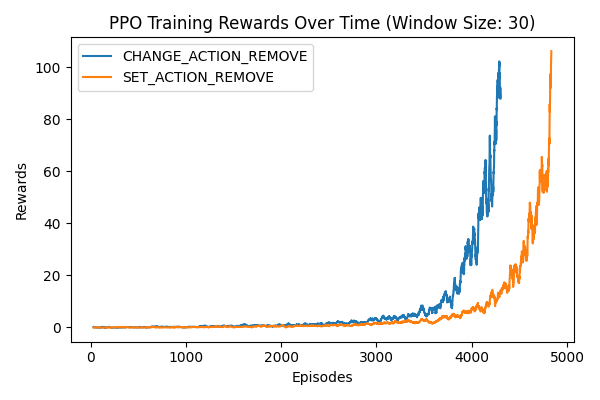 PPO Training Rewards Over Time (Window Size: 30)
CHANGE_ACTION_REMOVE
SET_ACTION_REMOVE
100
80
60
40
20
0
Rewards
0 1000 2000 3000 4000 5000
Episodes